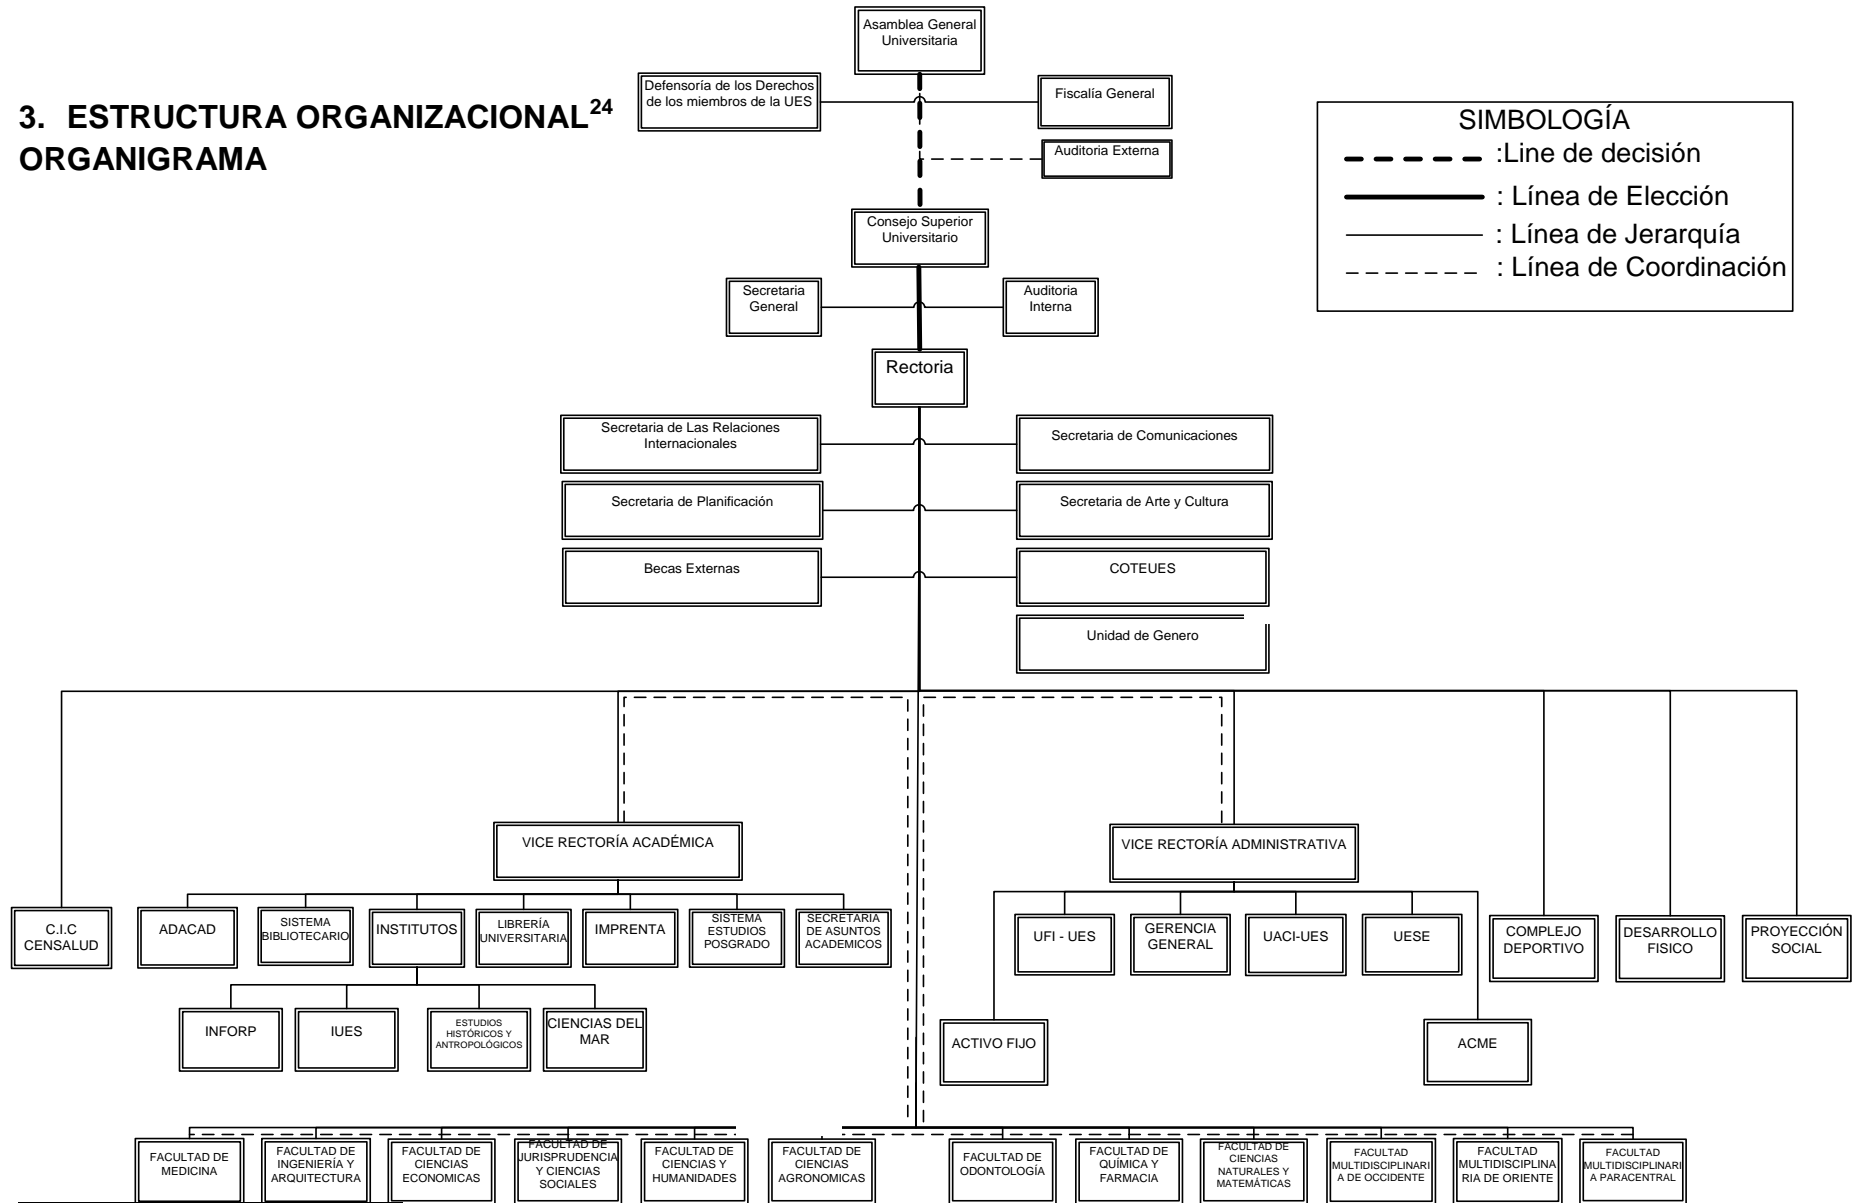 Asamblea General
Universitaria
Defensoría de los Derechos
de los miembros de la UES
Fiscalía General
3. ESTRUCTURA ORGANIZACIONAL24
ORGANIGRAMA
Auditoria Externa
SIMBOLOGÍA
:Line de decisión
: Línea de Elección
: Línea de Jerarquía
: Línea de Coordinación
Consejo Superior
Universitario
Secretaria
General
Auditoria
Interna
Rectoria
Secretaria de Las Relaciones
Internacionales
Secretaria de Comunicaciones
Secretaria de Planificación
Secretaria de Arte y Cultura
Becas Externas
COTEUES
Unidad de Genero
VICE RECTORÍA ACADÉMICA
VICE RECTORÍA ADMINISTRATIVA
C.I.C
CENSALUD
ADACAD
SISTEMA
BIBLIOTECARIO
INSTITUTOS
LIBRERÍA
UNIVERSITARIA
IMPRENTA
SISTEMA
ESTUDIOS
POSGRADO
SECRETARIA
DE ASUNTOS
ACADEMICOS
UFI - UES
GERENCIA
GENERAL
UACI-UES
UESE
COMPLEJO
DEPORTIVO
DESARROLLO
FISICO
PROYECCIÓN
SOCIAL
INFORP
IUES
ESTUDIOS
HISTÓRICOS Y
ANTROPOLÓGICOS
CIENCIAS DEL
MAR
ACTIVO FIJO
ACME
FACULTAD DE
MEDICINA
FACULTAD DE
INGENIERÍA Y
ARQUITECTURA
FACULTAD DE
CIENCIAS
ECONOMICAS
FACULTAD DE
JURISPRUDENCIA
Y CIENCIAS
SOCIALES
FACULTAD DE
CIENCIAS Y
HUMANIDADES
FACULTAD DE
CIENCIAS
AGRONOMICAS
FACULTAD DE
ODONTOLOGÍA
FACULTAD DE
QUÍMICA Y
FARMACIA
FACULTAD DE
CIENCIAS
NATURALES Y
MATEMÁTICAS
FACULTAD
MULTIDISCIPLINARI
A DE OCCIDENTE
FACULTAD
MULTIDISCIPLINA
RIA DE ORIENTE
FACULTAD
MULTIDISCIPLINARI
A PARACENTRAL